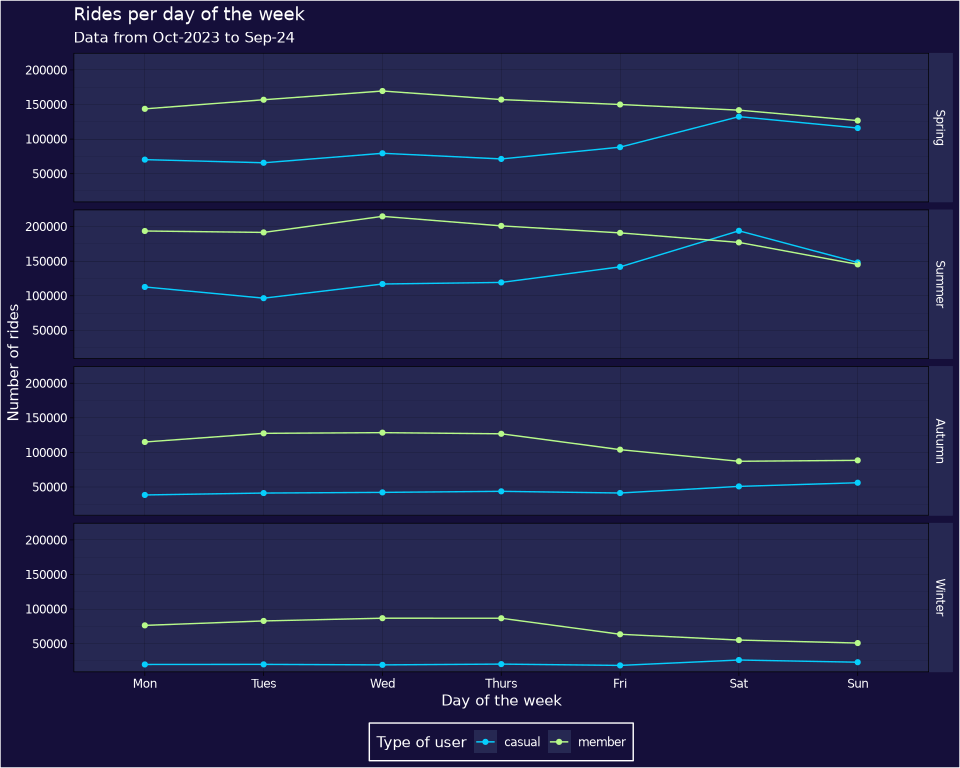 Rides per day of the week
Data from Oct-2023 to Sep-24
Number of rides
200000
150000
100000
50000
Spring
200000
150000
100000
50000
Summer
200000
150000
100000
50000
Autumn
200000
150000
100000
50000
Winter
Mon Tues Wed Thurs Fri Sat Sun
Day of the week
Type of user casual member